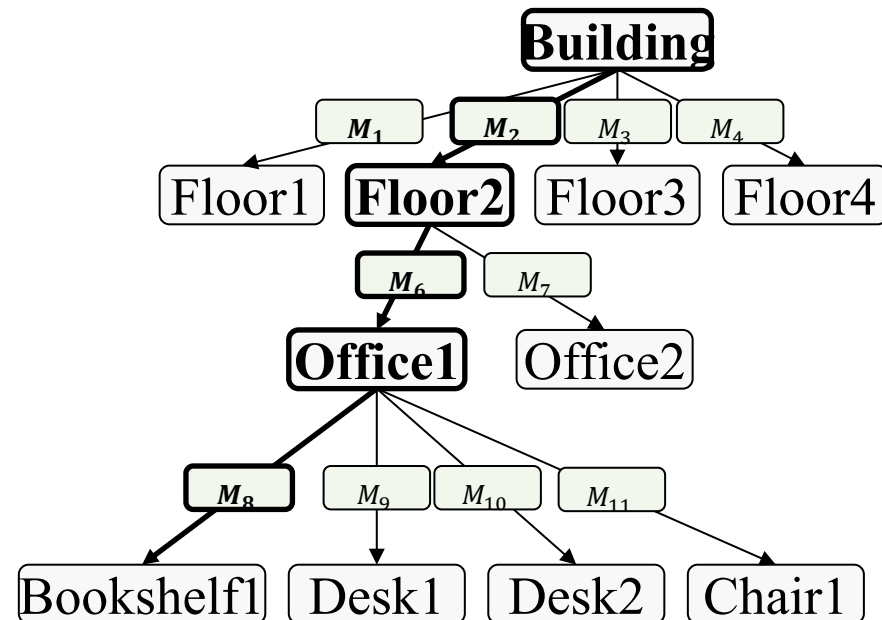 Building
M₁ M₂ M₃ M₄
Floor1 Floor2 Floor3 Floor4
M₆ M₇
Office1 Office2
M₈ M₉ M₁₀ M₁₁
Bookshelf1 Desk1 Desk2 Chair1